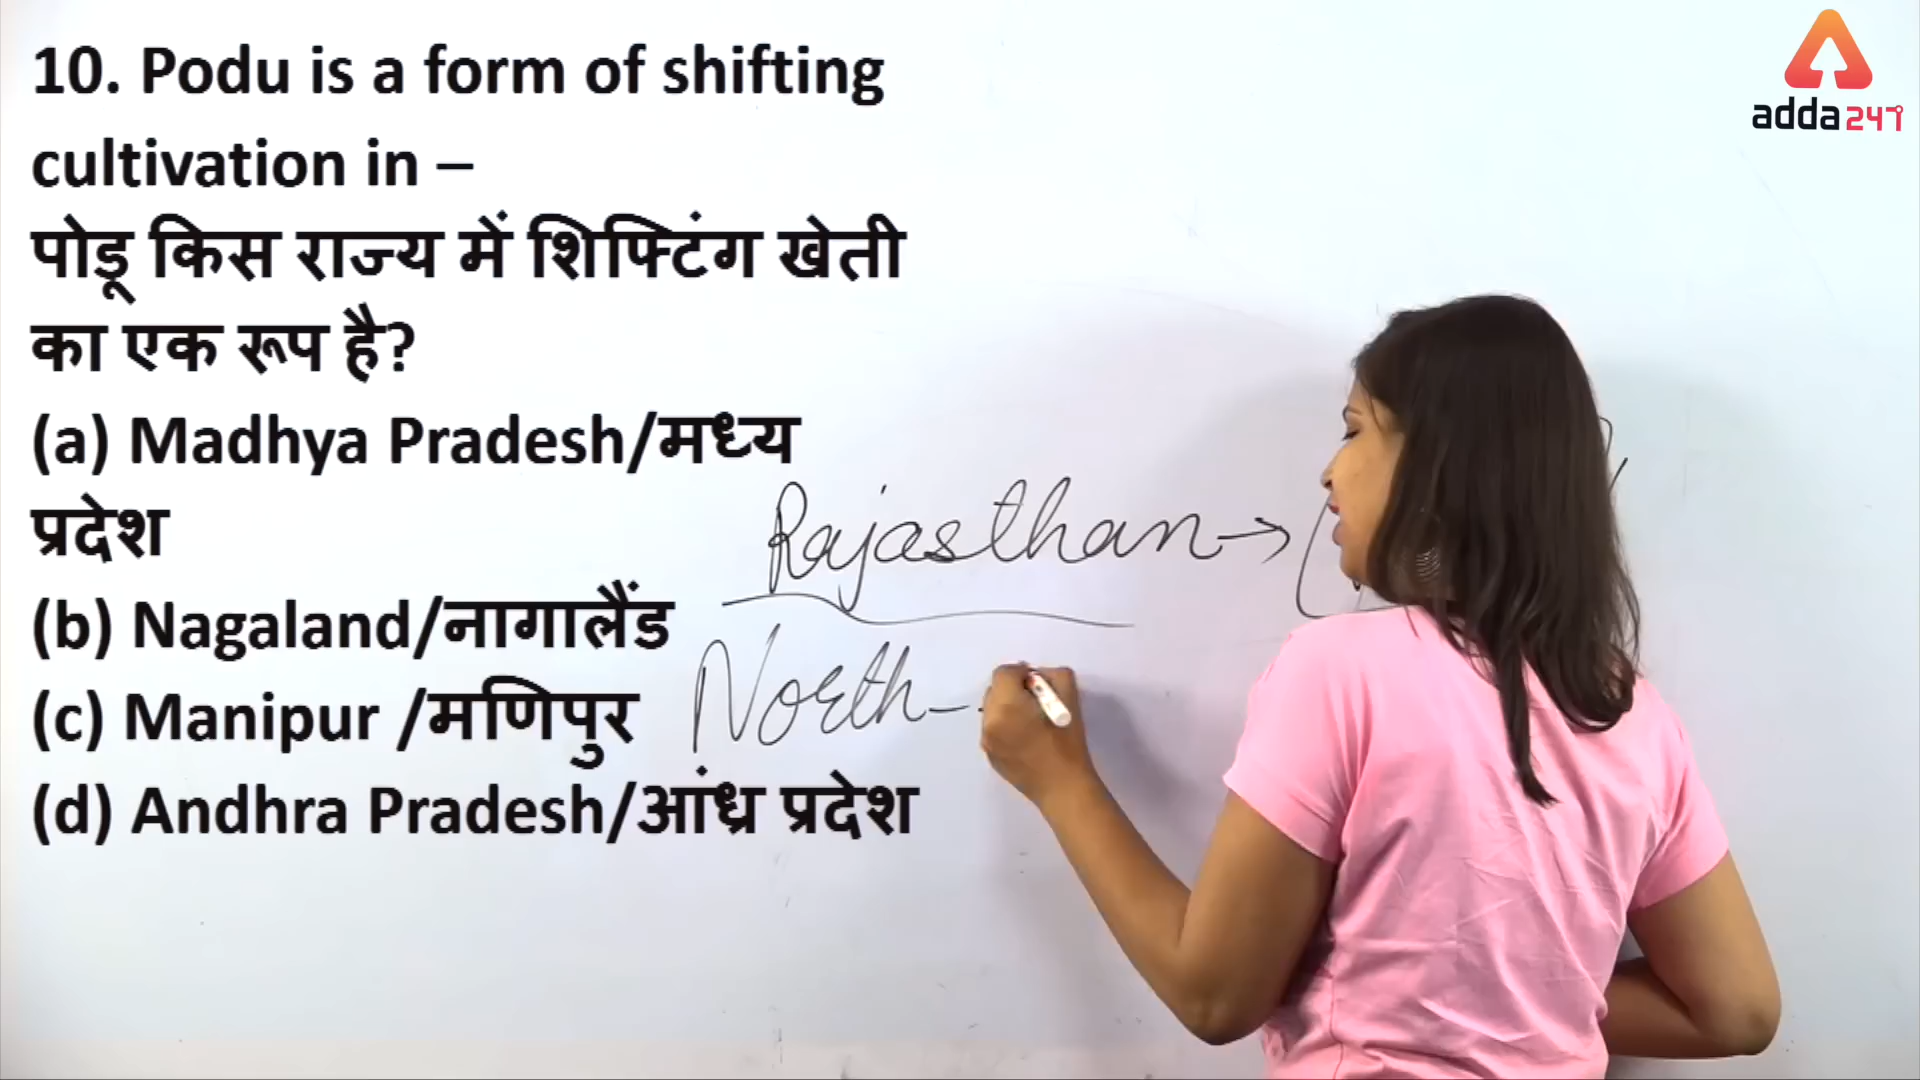 10. Podu is a form of shifting
cultivation in –
पोडू किस राज्य में शिफ्टिंग खेती
का एक रूप है?
(a) Madhya Pradesh/मध्य
प्रदेश
(b) Nagaland/नागालैंड
(c) Manipur /मणिपुर
(d) Andhra Pradesh/आंध्र प्रदेश
Rajasthan→
North-
adda247